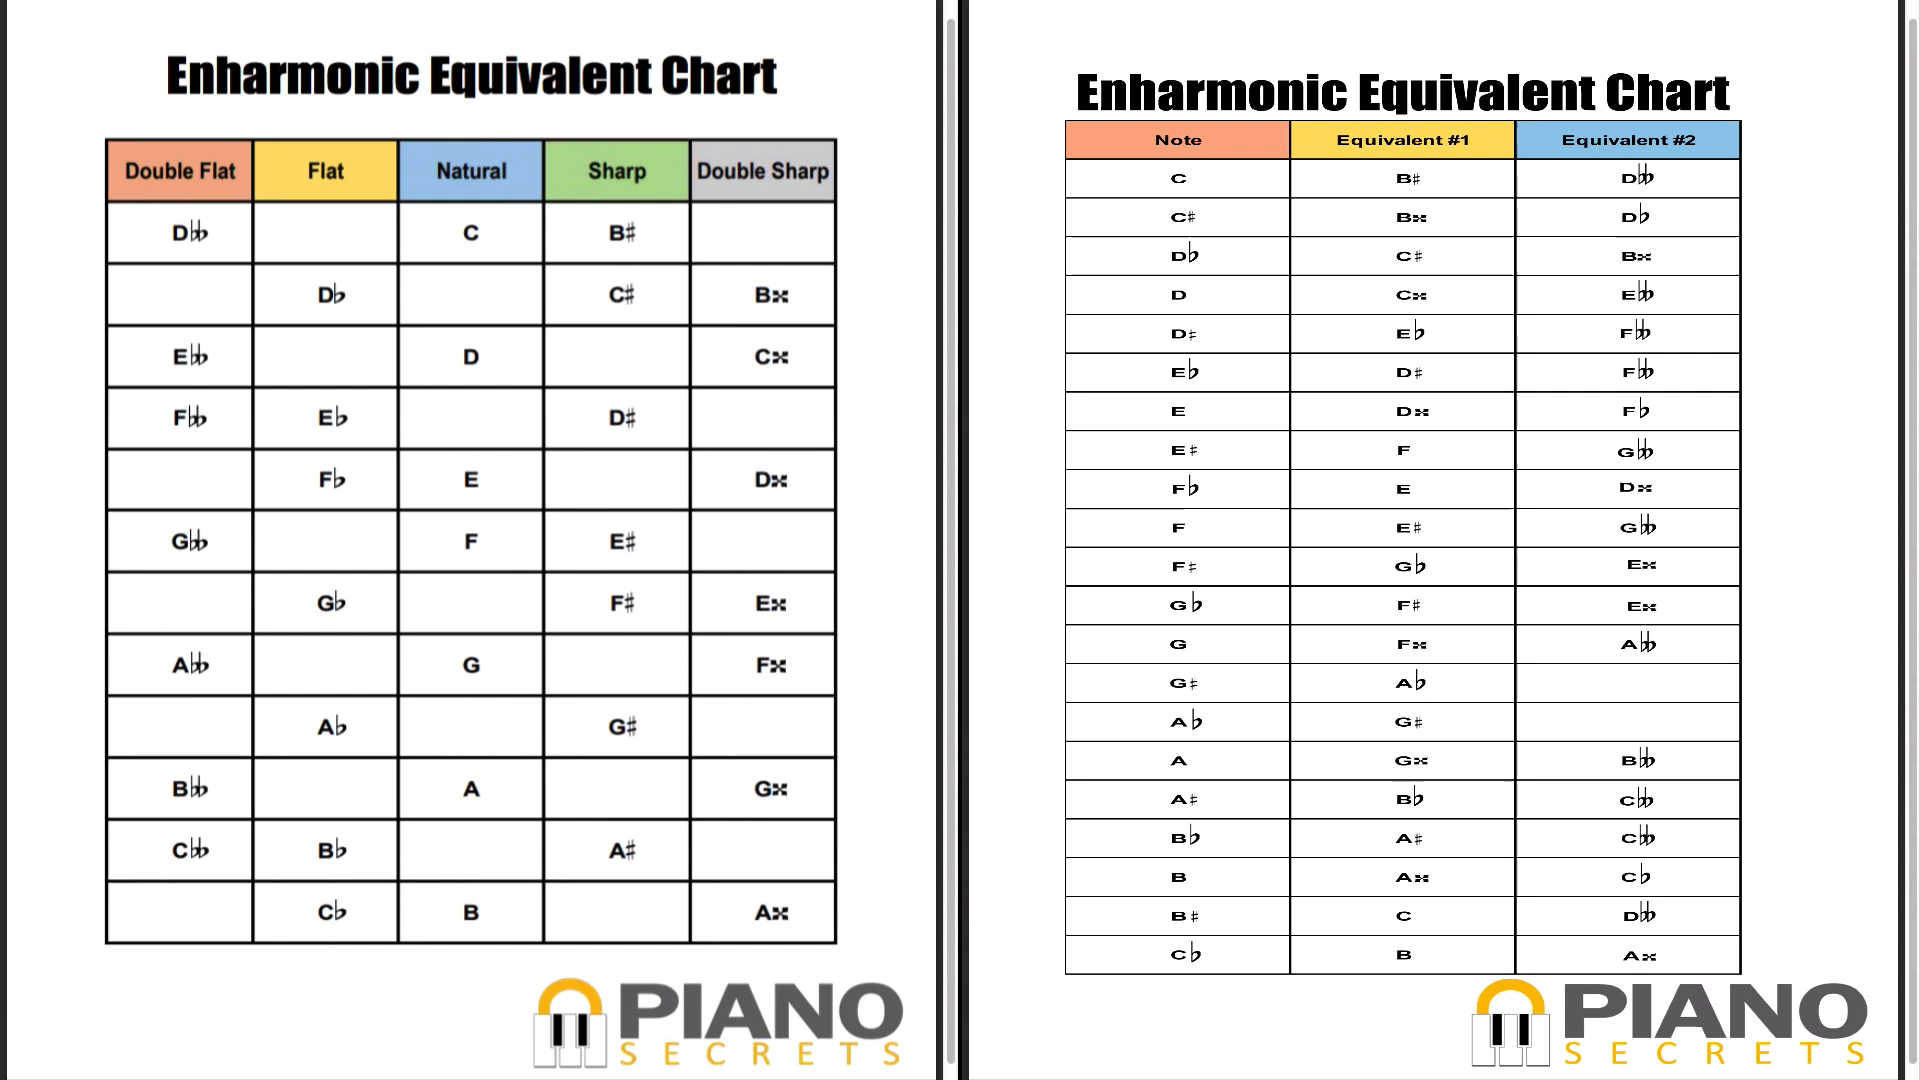 Enharmonic Equivalent Chart
Double Flat Flat Natural Sharp Double Sharp
D𝄫 C B♯
D♭ C♯ B𝄪
E𝄫 D C𝄪
F𝄫 E♭ D♯
F♭ E D𝄪
G𝄫 F E♯
G♭ F♯ E𝄪
A𝄫 G F𝄪
A♭ G♯
B𝄫 A G𝄪
C𝄫 B♭ A♯
C♭ B A𝄪
PIANO
SECRETS
Enharmonic Equivalent Chart
Note Equivalent #1 Equivalent #2
C B♯ D𝄫
C♯ B𝄪 D♭
D♭ C♯ B𝄪
D C𝄪 E𝄫
D♯ E♭ F𝄫
E♭ D♯ F𝄫
E D𝄪 F♭
E♯ F G𝄫
F♭ E D𝄪
F E♯ G𝄫
F♯ G♭ E𝄪
G♭ F♯ E𝄪
G F𝄪 A𝄫
G♯ A♭
A♭ G♯
A G𝄪 B𝄫
A♯ B♭ C𝄫
B♭ A♯ C𝄫
B A𝄪 C♭
B♯ C D𝄫
C♭ B A𝄪
PIANO
SECRETS